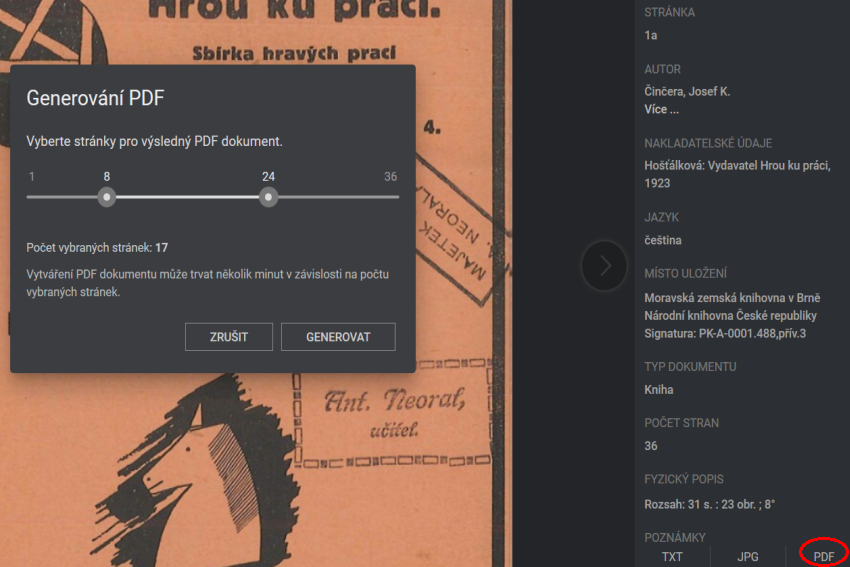 Hrou ku práci.
Sbírka hravých prací
4.
MAJETEK
A. NEORAL
Ant. Neoral,
učitel.
Generování PDF
Vyberte stránky pro výsledný PDF dokument.
1 8 24 36
Počet vybraných stránek: 17
Vytváření PDF dokumentu může trvat několik minut v závislosti na počtu
vybraných stránek.
ZRUŠIT GENEROVAT
STRÁNKA
1a
AUTOR
Činčera, Josef K.
Více ...
NAKLADATELSKÉ ÚDAJE
Hošťálková: Vydavatel Hrou ku práci,
1923
JAZYK
čeština
MÍSTO ULOŽENÍ
Moravská zemská knihovna v Brně
Národní knihovna České republiky
Signatura: PK-A-0001.488,přív.3
TYP DOKUMENTU
Kniha
POČET STRAN
36
FYZICKÝ POPIS
Rozsah: 31 s. : 23 obr. ; 8°
POZNÁMKY
TXT JPG PDF